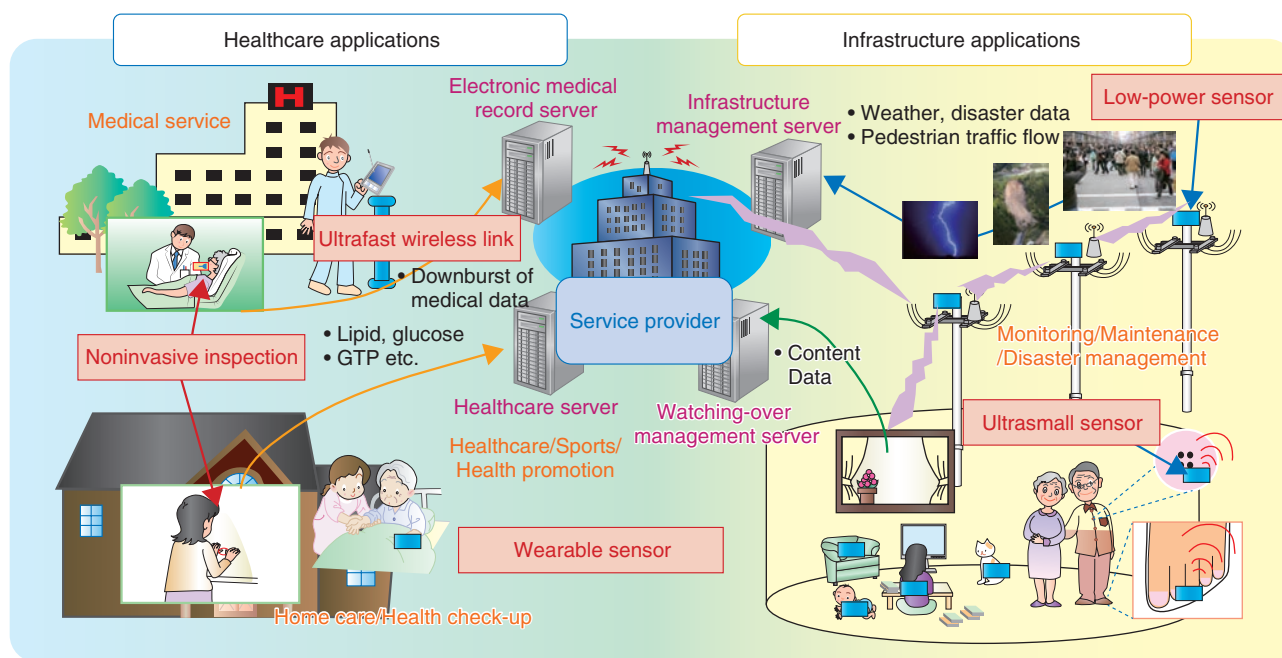 Healthcare applications
Infrastructure applications
H
Medical service
Electronic medical
record server
Infrastructure
management server
• Weather, disaster data
• Pedestrian traffic flow
Low-power sensor
Ultrafast wireless link
• Downburst of
medical data
Service provider
Noninvasive inspection
• Lipid, glucose
• GTP etc.
• Content
Data
Monitoring/Maintenance
/Disaster management
Healthcare server
Watching-over
management server
Ultrasmall sensor
Healthcare/Sports/
Health promotion
Wearable sensor
Home care/Health check-up